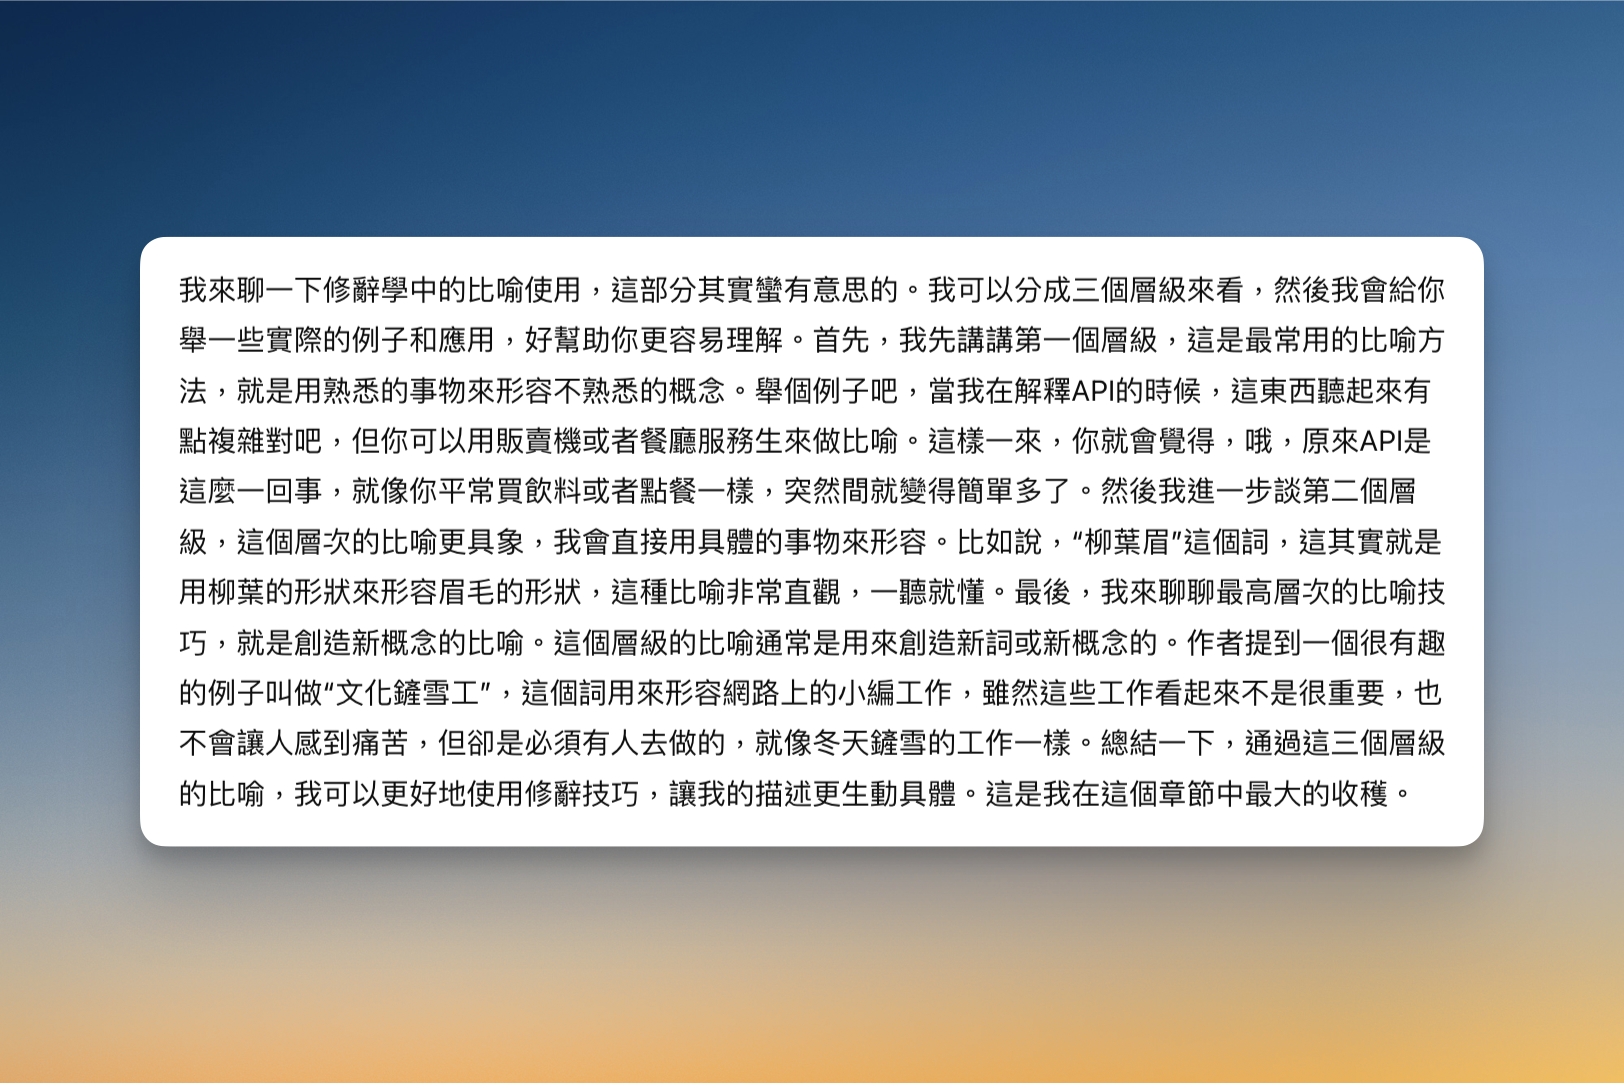 我來聊一下修辭學中的比喻使用，這部分其實蠻有意思的。我可以分成三個層級來看，然後我會給你
舉一些實際的例子和應用，好幫助你更容易理解。首先，我先講講第一個層級，這是最常用的比喻方
法，就是用熟悉的事物來形容不熟悉的概念。舉個例子吧，當我在解釋API的時候，這東西聽起來有
點複雜對吧，但你可以用販賣機或者餐廳服務生來做比喻。這樣一來，你就會覺得，哦，原來API是
這麼一回事，就像你平常買飲料或者點餐一樣，突然間就變得簡單多了。然後我進一步談第二個層
級，這個層次的比喻更具象，我會直接用具體的事物來形容。比如說，“柳葉眉”這個詞，這其實就是
用柳葉的形狀來形容眉毛的形狀，這種比喻非常直觀，一聽就懂。最後，我來聊聊最高層次的比喻技
巧，就是創造新概念的比喻。這個層級的比喻通常是用來創造新詞或新概念的。作者提到一個很有趣
的例子叫做“文化鏟雪工”，這個詞用來形容網路上的小編工作，雖然這些工作看起來不是很重要，也
不會讓人感到痛苦，但卻是必須有人去做的，就像冬天鏟雪的工作一樣。總結一下，通過這三個層級
的比喻，我可以更好地使用修辭技巧，讓我的描述更生動具體。這是我在這個章節中最大的收穫。